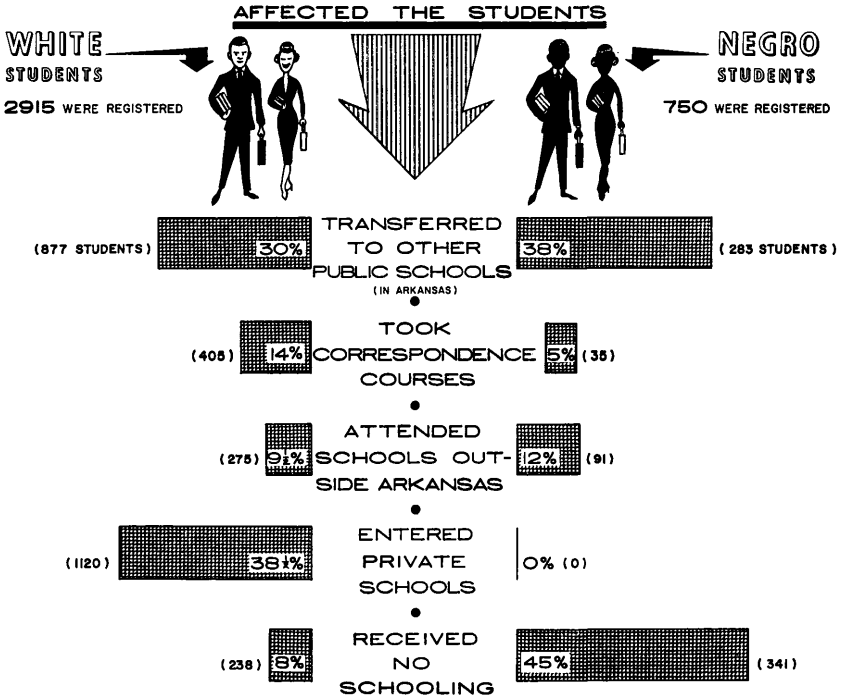 AFFECTED THE STUDENTS
WHITE
STUDENTS
2915 WERE REGISTERED
NEGRO
STUDENTS
750 WERE REGISTERED
(877 STUDENTS)
30%
TRANSFERRED
TO OTHER
PUBLIC SCHOOLS
(IN ARKANSAS)
38%
(283 STUDENTS)
(405)
14%
TOOK
CORRESPONDENCE
COURSES
5%
(35)
(275)
9½%
ATTENDED
SCHOOLS OUT-
SIDE ARKANSAS
12%
(91)
(1120)
38½%
ENTERED
PRIVATE
SCHOOLS
0% (0)
(238)
8%
RECEIVED
NO
SCHOOLING
45%
(341)